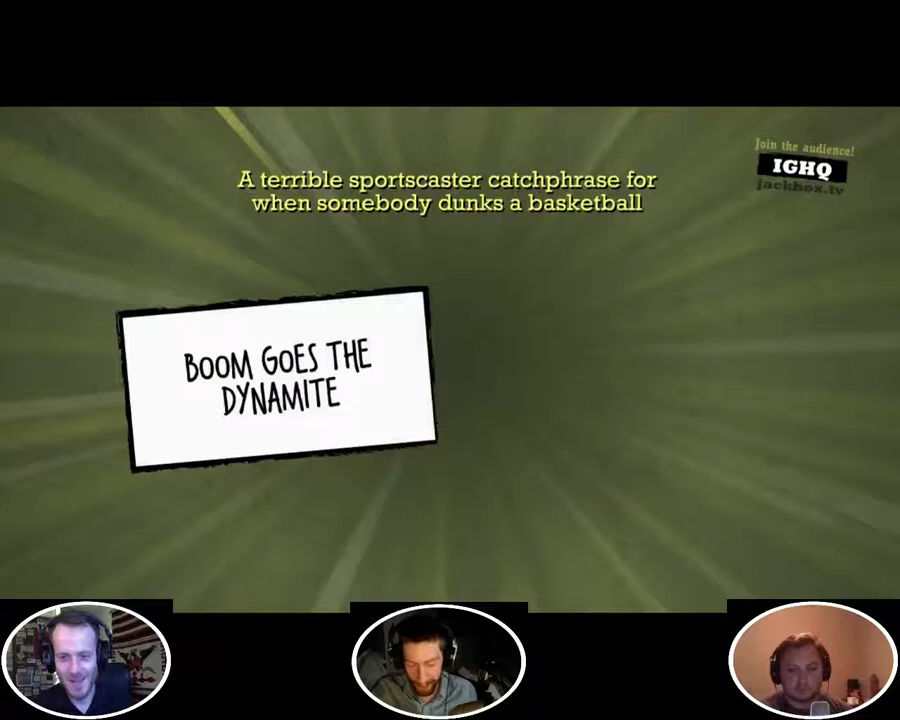 Join the audience!
IGHQ
jackbox.tv
A terrible sportscaster catchphrase for
when somebody dunks a basketball
BOOM GOES THE
DYNAMITE